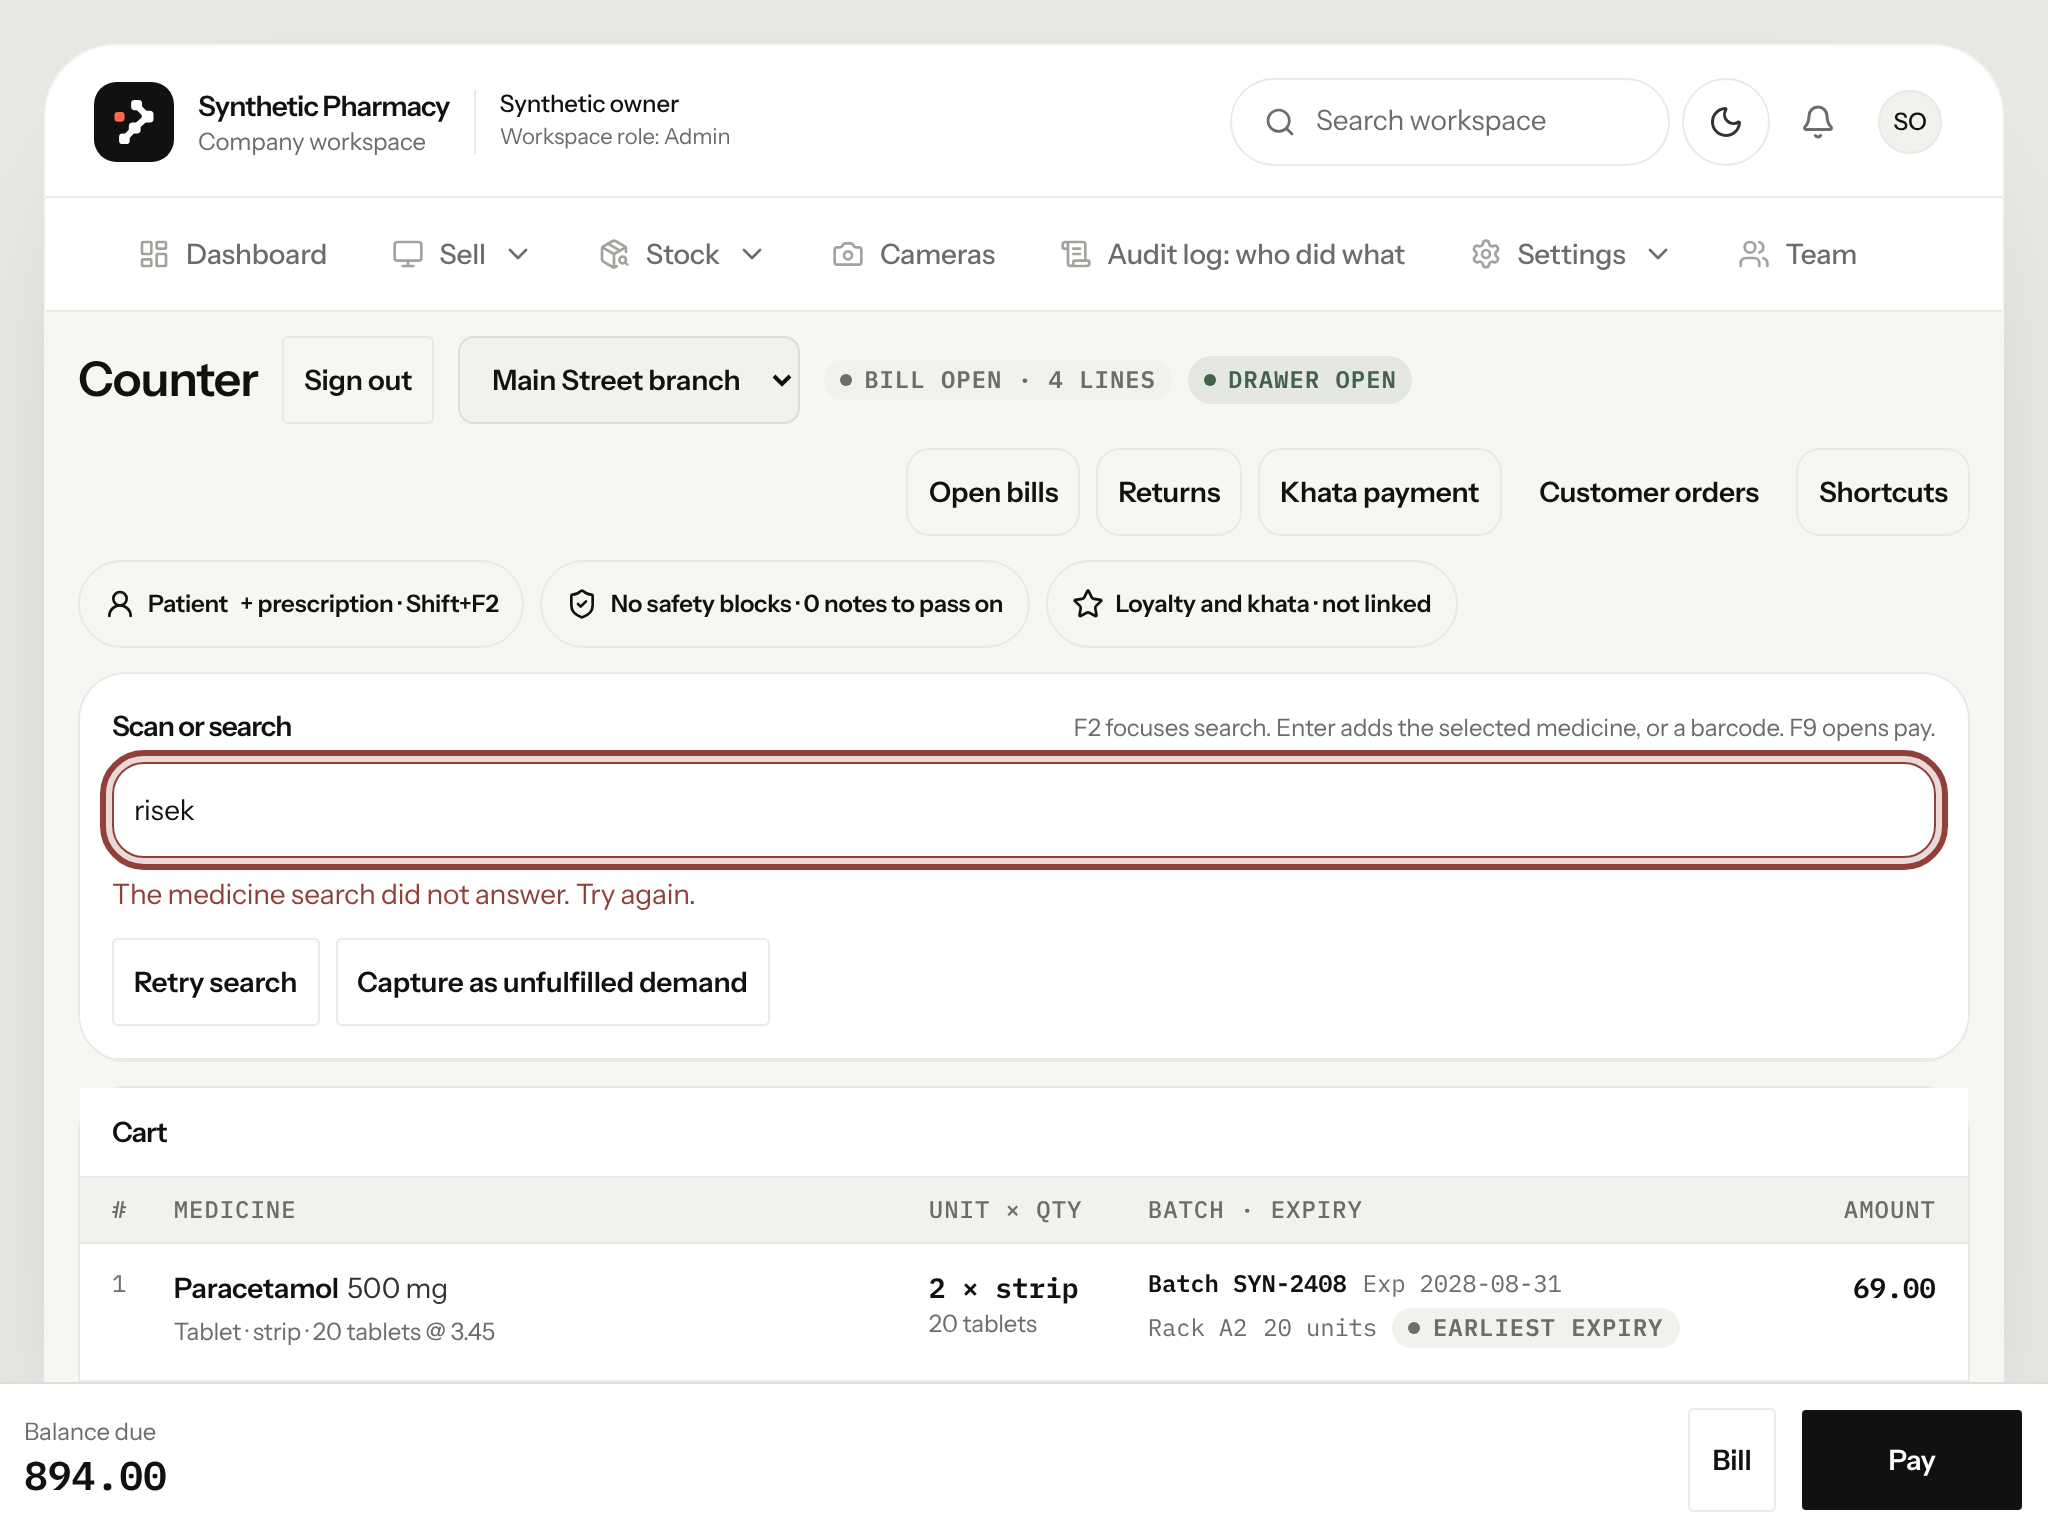 Synthetic Pharmacy
Company workspace
Synthetic owner
Workspace role: Admin
Search workspace
SO
Dashboard
Sell
Stock
Cameras
Audit log: who did what
Settings
Team
Counter
Sign out
Main Street branch
BILL OPEN · 4 LINES
DRAWER OPEN
Open bills
Returns
Khata payment
Customer orders
Shortcuts
Patient + prescription · Shift+F2
No safety blocks · 0 notes to pass on
Loyalty and khata · not linked
Scan or search
F2 focuses search. Enter adds the selected medicine, or a barcode. F9 opens pay.
risek
The medicine search did not answer. Try again.
Retry search
Capture as unfulfilled demand
Cart
# MEDICINE UNIT × QTY BATCH · EXPIRY AMOUNT
1 Paracetamol 500 mg 2 × strip Batch SYN-2408 Exp 2028-08-31 69.00
Tablet · strip · 20 tablets @ 3.45 20 tablets Rack A2 20 units EARLIEST EXPIRY
Balance due
894.00
Bill
Pay